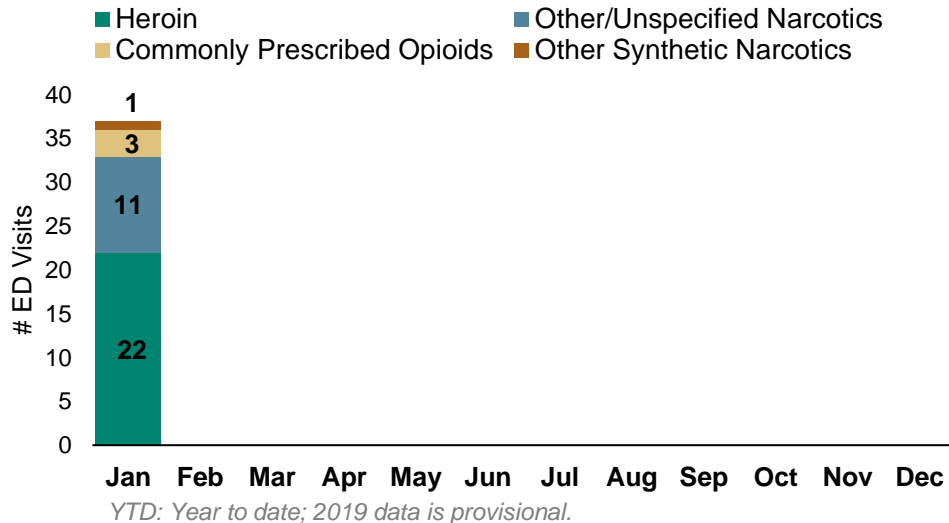 Heroin Other/Unspecified Narcotics
Commonly Prescribed Opioids Other Synthetic Narcotics
# ED Visits
40
35
30
25
20
15
10
5
0
1
3
11
22
Jan Feb Mar Apr May Jun Jul Aug Sep Oct Nov Dec
YTD: Year to date; 2019 data is provisional.